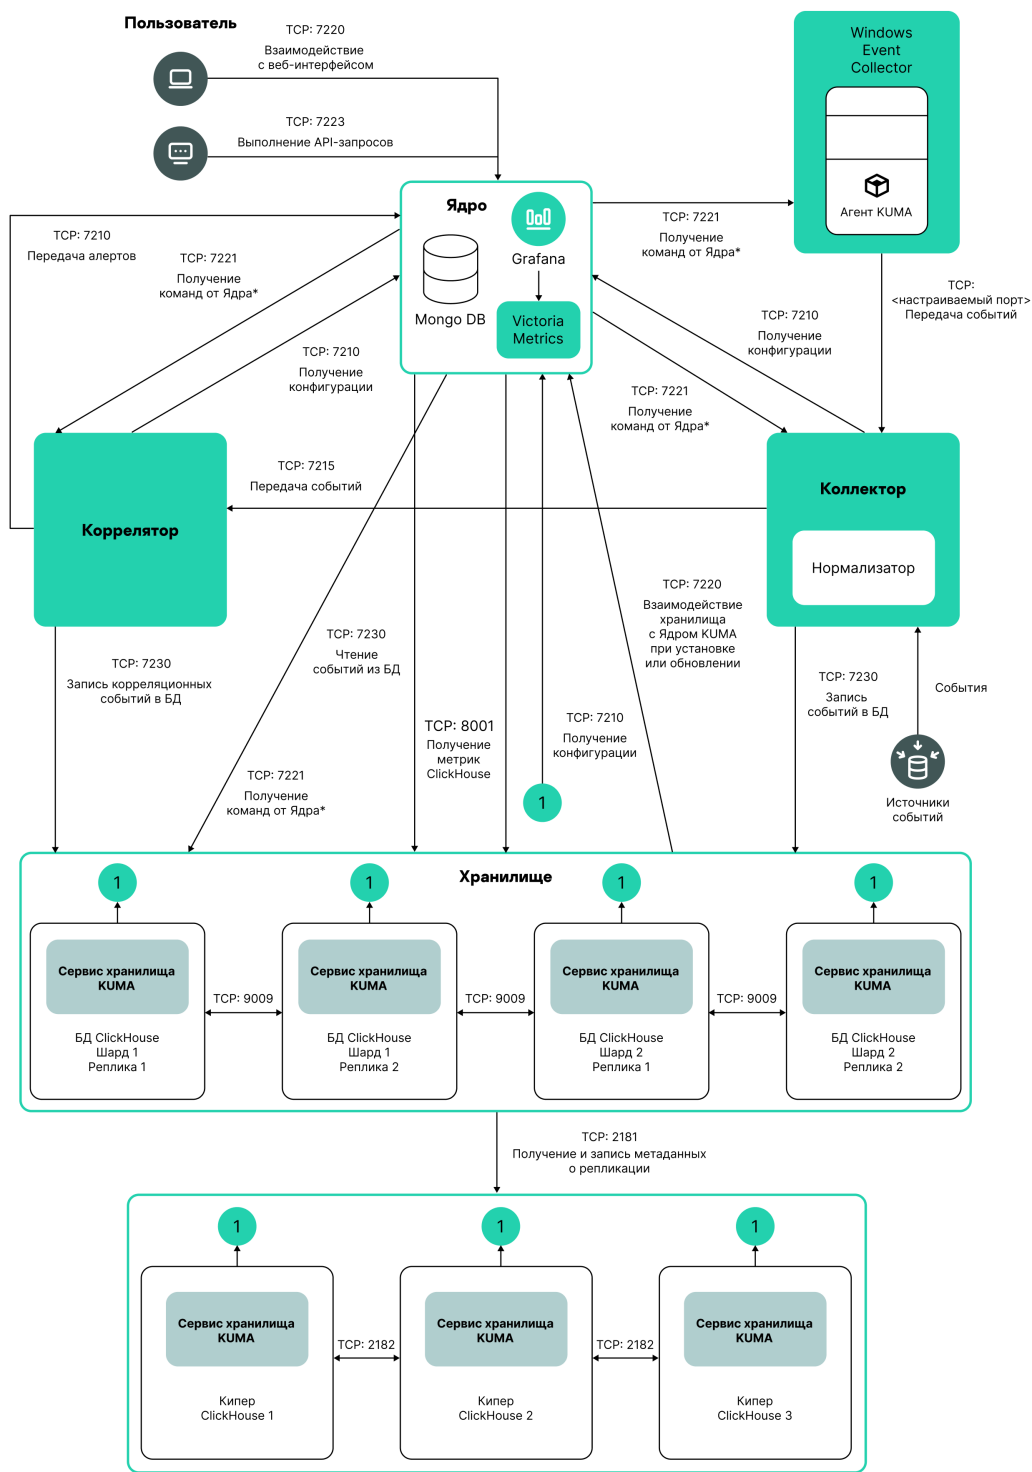 Пользователь
TCP: 7220
Взаимодействие
с веб-интерфейсом
TCP: 7223
Выполнение API-запросов
Windows
Event
Collector
Агент KUMA
Ядро
Grafana
Mongo DB
Victoria
Metrics
TCP: 7210
Передача алертов
TCP: 7221
Получение
команд от Ядра*
TCP: 7210
Получение
конфигурации
TCP: 7221
Получение
команд от Ядра*
TCP:
<настраиваемый порт>
Передача событий
TCP: 7210
Получение
конфигурации
TCP: 7221
Получение
команд от Ядра*
Коррелятор
TCP: 7215
Передача событий
Коллектор
Нормализатор
TCP: 7230
Запись корреляционных
событий в БД
TCP: 7230
Чтение
событий из БД
TCP: 7221
Получение
команд от Ядра*
TCP: 8001
Получение
метрик
ClickHouse
TCP: 7210
Получение
конфигурации
1
TCP: 7220
Взаимодействие
хранилища
с Ядром KUMA
при установке
или обновлении
TCP: 7230
Запись
событий в БД
События
Источники
событий
Хранилище
1
1
1
1
Сервис хранилища
KUMA
БД ClickHouse
Шард 1
Реплика 1
TCP: 9009
Сервис хранилища
KUMA
БД ClickHouse
Шард 1
Реплика 2
TCP: 9009
Сервис хранилища
KUMA
БД ClickHouse
Шард 2
Реплика 1
TCP: 9009
Сервис хранилища
KUMA
БД ClickHouse
Шард 2
Реплика 2
TCP: 2181
Получение и запись метаданных
о репликации
1
1
1
Сервис хранилища
KUMA
Кипер
ClickHouse 1
TCP: 2182
Сервис хранилища
KUMA
Кипер
ClickHouse 2
TCP: 2182
Сервис хранилища
KUMA
Кипер
ClickHouse 3